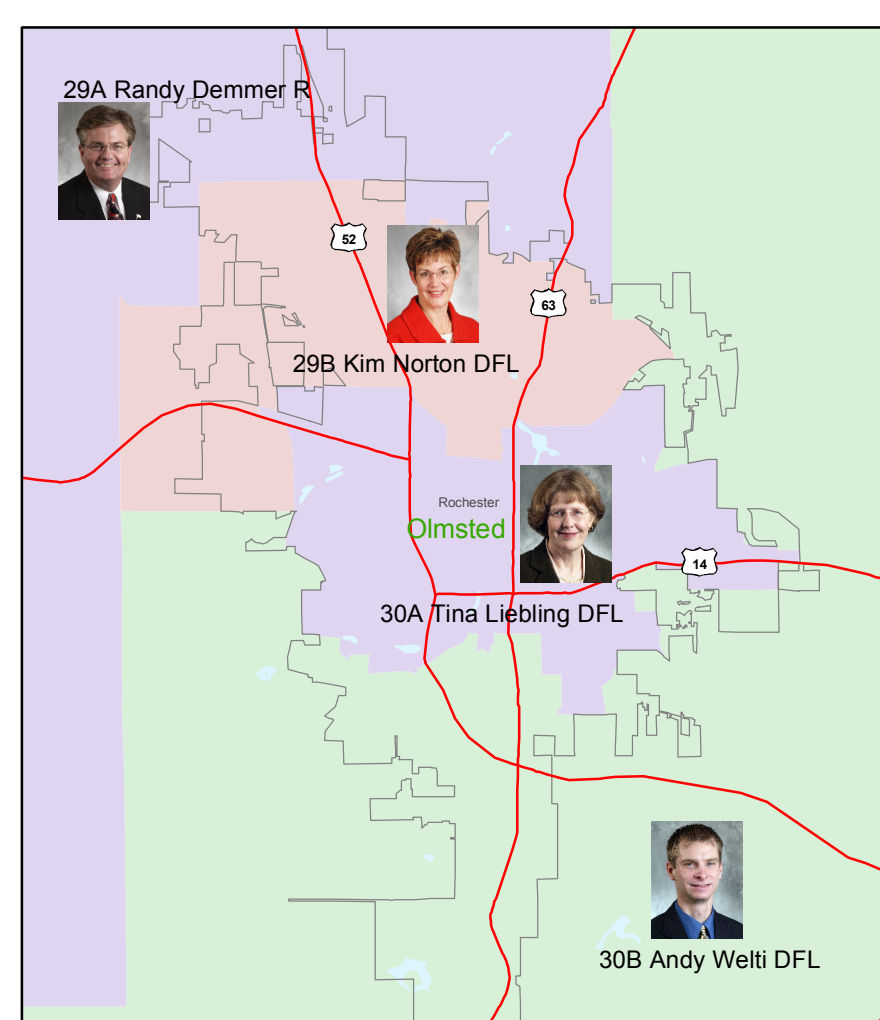 29A Randy Demmer R
52
63
29B Kim Norton DFL
Rochester
Olmsted
14
30A Tina Liebling DFL
30B Andy Welti DFL